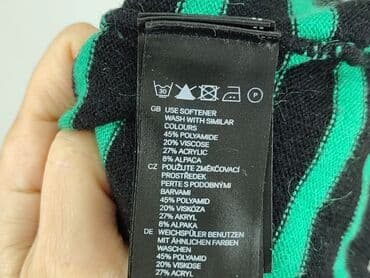 30
P
GB USE SOFTENER
WASH WITH SIMILAR
COLOURS
45% POLYAMIDE
20% VISCOSE
27% ACRYLIC
8% ALPACA
CZ POUŽIJTE ZMĚKČOVACÍ
PROSTŘEDEK
PERTE S PODOBNÝMI
BARVAMI
45% POLYAMID
20% VISKÓZA
27% AKRYL
8% ALPAKA
DE WEICHSPÜLER BENUTZEN
MIT ÄHNLICHEN FARBEN
WASCHEN
45% POLYAMID
20% VISKOSE
27% ACRYL